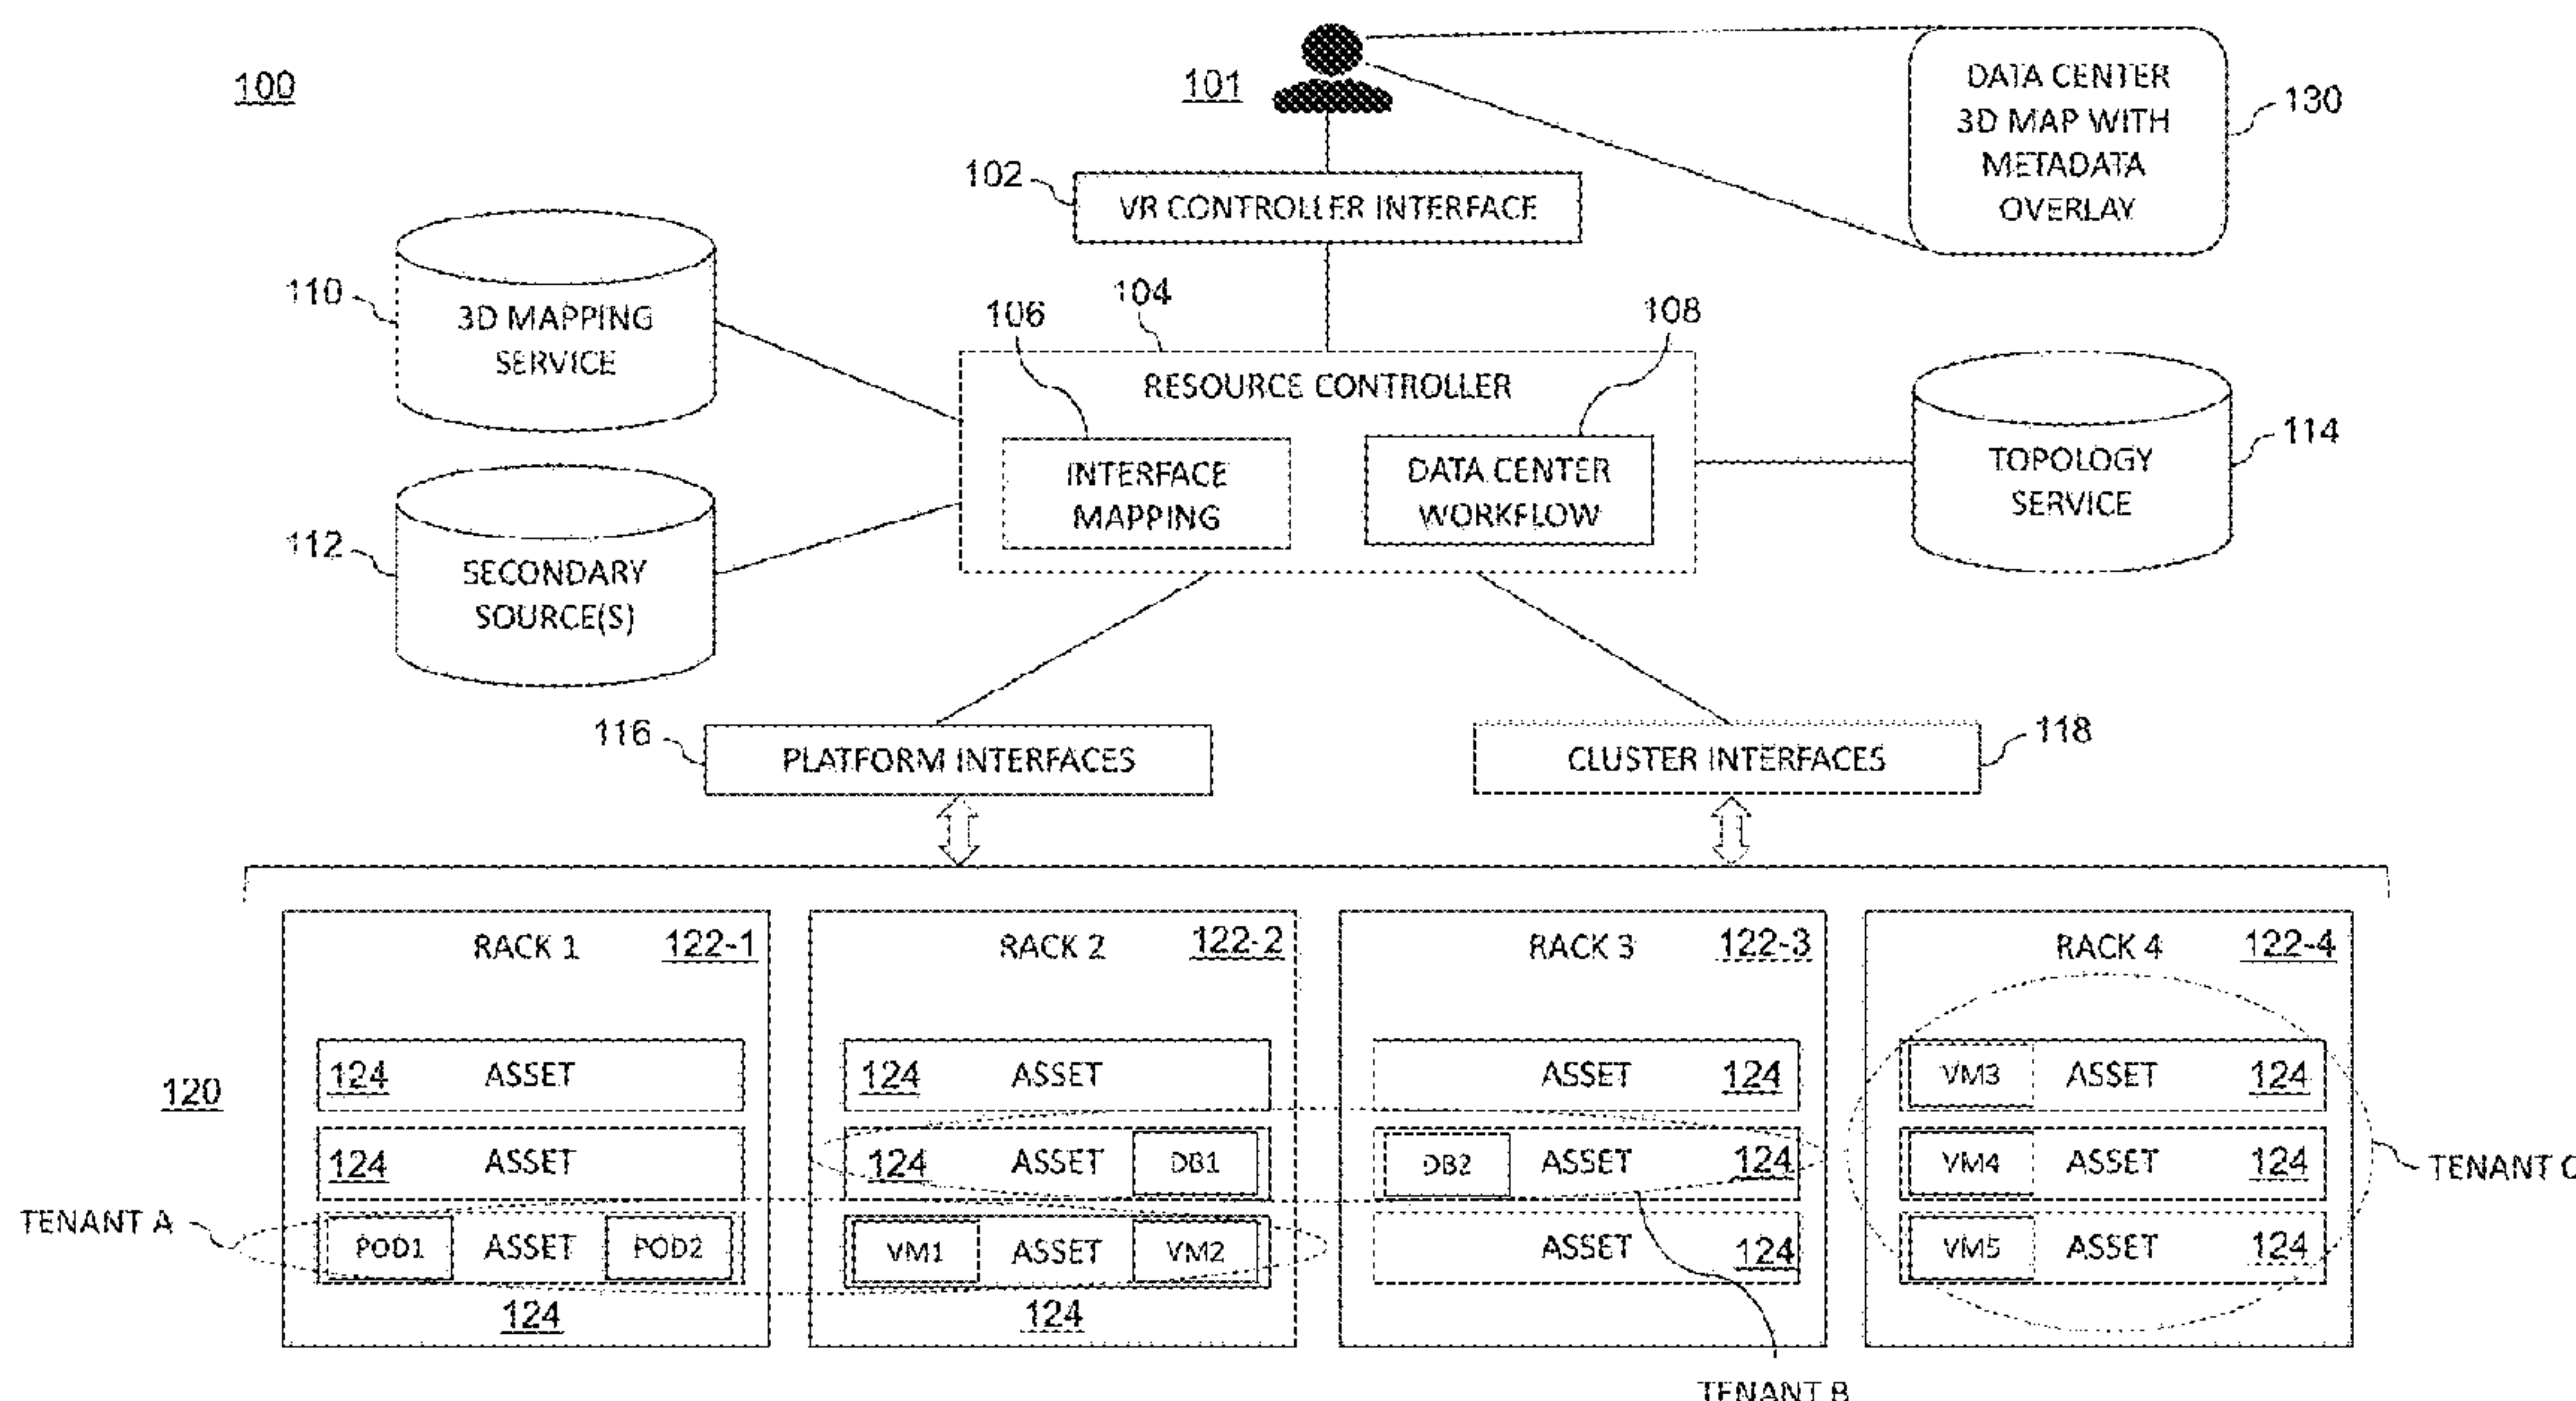 100
101
DATA CENTER
3D MAP WITH
METADATA
OVERLAY
130
102
VR CONTROLLER INTERFACE
110
3D MAPPING
SERVICE
104
106
108
RESOURCE CONTROLLER
INTERFACE
MAPPING
DATA CENTER
WORKFLOW
TOPOLOGY
SERVICE
114
112
SECONDARY
SOURCE(S)
116
PLATFORM INTERFACES
CLUSTER INTERFACES
118
120
RACK 1 122-1
124 ASSET
124 ASSET
POD1 ASSET POD2
124
RACK 2 122-2
124 ASSET
124 ASSET DB1
VM1 ASSET VM2
124
RACK 3 122-3
ASSET 124
DB2 ASSET 124
ASSET 124
RACK 4 122-4
VM3 ASSET 124
VM4 ASSET 124
VM5 ASSET 124
TENANT A
TENANT B
TENANT C